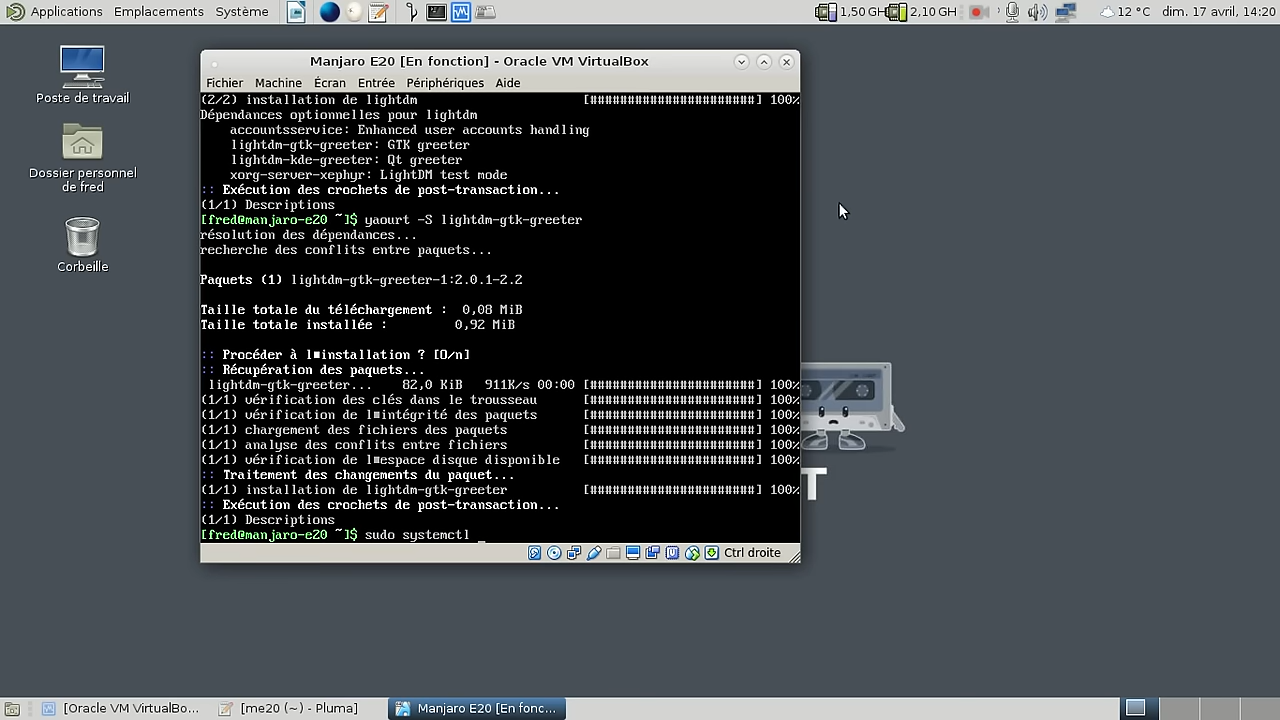 Applications Emplacements Système 1,50 GH 2,10 GH 12 °C dim. 17 avril, 14:20
Poste de travail
Dossier personnel
de fred
Corbeille
Manjaro E20 [En fonction] - Oracle VM VirtualBox
Fichier Machine Écran Entrée Périphériques Aide
(2/2) installation de lightdm [########################] 100%
Dépendances optionnelles pour lightdm
accountsservice: Enhanced user accounts handling
lightdm-gtk-greeter: GTK greeter
lightdm-kde-greeter: Qt greeter
xorg-server-xephyr: LightDM test mode
:: Exécution des crochets de post-transaction...
(1/1) Descriptions
[fred@manjaro-e20 ~]$ yaourt -S lightdm-gtk-greeter
résolution des dépendances...
recherche des conflits entre paquets...
Paquets (1) lightdm-gtk-greeter-1:2.0.1-2.2
Taille totale du téléchargement : 0,08 MiB
Taille totale installée : 0,92 MiB
:: Procéder à l■installation ? [O/n]
:: Récupération des paquets...
lightdm-gtk-greeter... 82,0 KiB 911K/s 00:00 [########################] 100%
(1/1) vérification des clés dans le trousseau [########################] 100%
(1/1) vérification de l■intégrité des paquets [########################] 100%
(1/1) chargement des fichiers des paquets [########################] 100%
(1/1) analyse des conflits entre fichiers [########################] 100%
(1/1) vérification de l■espace disque disponible [########################] 100%
:: Traitement des changements du paquet...
(1/1) installation de lightdm-gtk-greeter [########################] 100%
:: Exécution des crochets de post-transaction...
(1/1) Descriptions
[fred@manjaro-e20 ~]$ sudo systemctl _
Ctrl droite
T
[Oracle VM VirtualBo... [me20 (~) - Pluma] Manjaro E20 [En fonc...